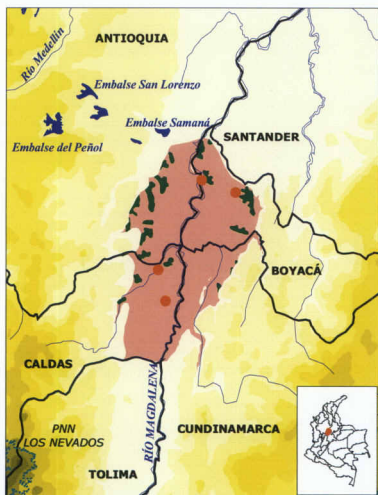 ANTIOQUIA
Río Medellín
Embalse San Lorenzo
Embalse Samaná
SANTANDER
Embalse del Peñol
BOYACÁ
CALDAS
RÍO MAGDALENA
PNN
LOS NEVADOS
CUNDINAMARCA
TOLIMA